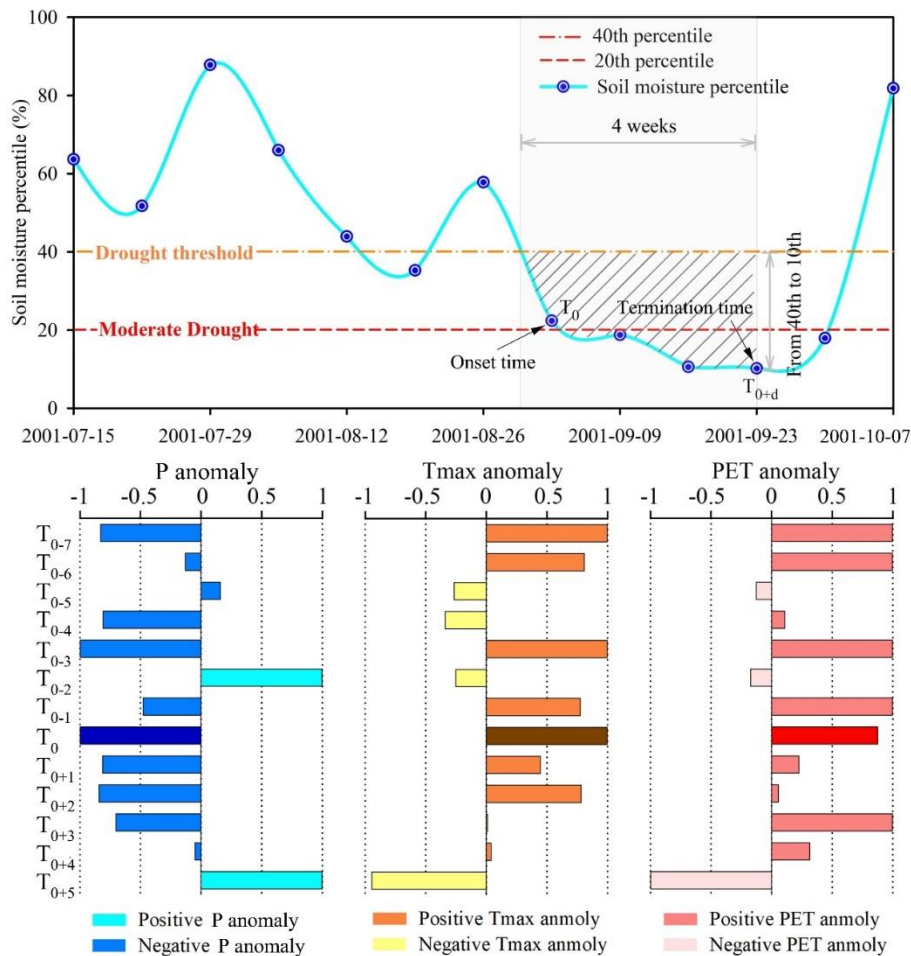 100
80
60
40
20
0
Soil moisture percentile (%)
40th percentile
20th percentile
Soil moisture percentile
4 weeks
Drought threshold
Moderate Drought
T0
Onset time
Termination time
T0+d
From 40th to 10th
2001-07-15 2001-07-29 2001-08-12 2001-08-26 2001-09-09 2001-09-23 2001-10-07
P anomaly Tmax anomaly PET anomaly
-1 -0.5 0 0.5 1 -1 -0.5 0 0.5 1 -1 -0.5 0 0.5 1
T0-7
T0-6
T0-5
T0-4
T0-3
T0-2
T0-1
T0
T0+1
T0+2
T0+3
T0+4
T0+5
Positive P anomaly Positive Tmax anmoly Positive PET anmoly
Negative P anomaly Negative Tmax anmoly Negative PET anmoly